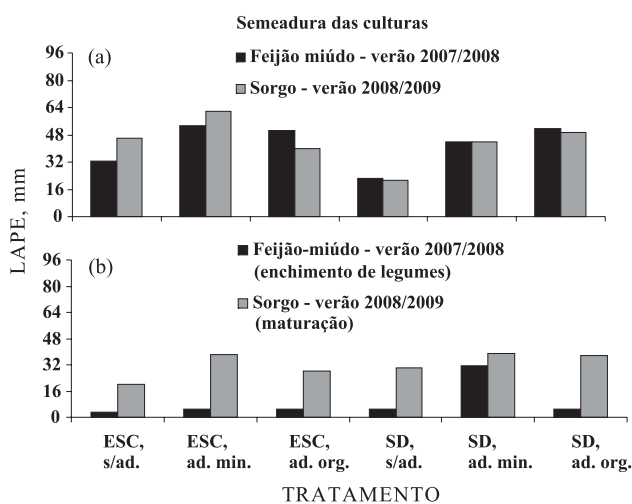 Semeadura das culturas
(a)
Feijão miúdo - verão 2007/2008
Sorgo - verão 2008/2009
96
80
64
48
32
16
0
LAPE, mm
(b)
Feijão-miúdo - verão 2007/2008
(enchimento de legumes)
Sorgo - verão 2008/2009
(maturação)
96
80
64
48
32
16
0
ESC, s/ad.
ESC, ad. min.
ESC, ad. org.
SD, s/ad.
SD, ad. min.
SD, ad. org.
TRATAMENTO